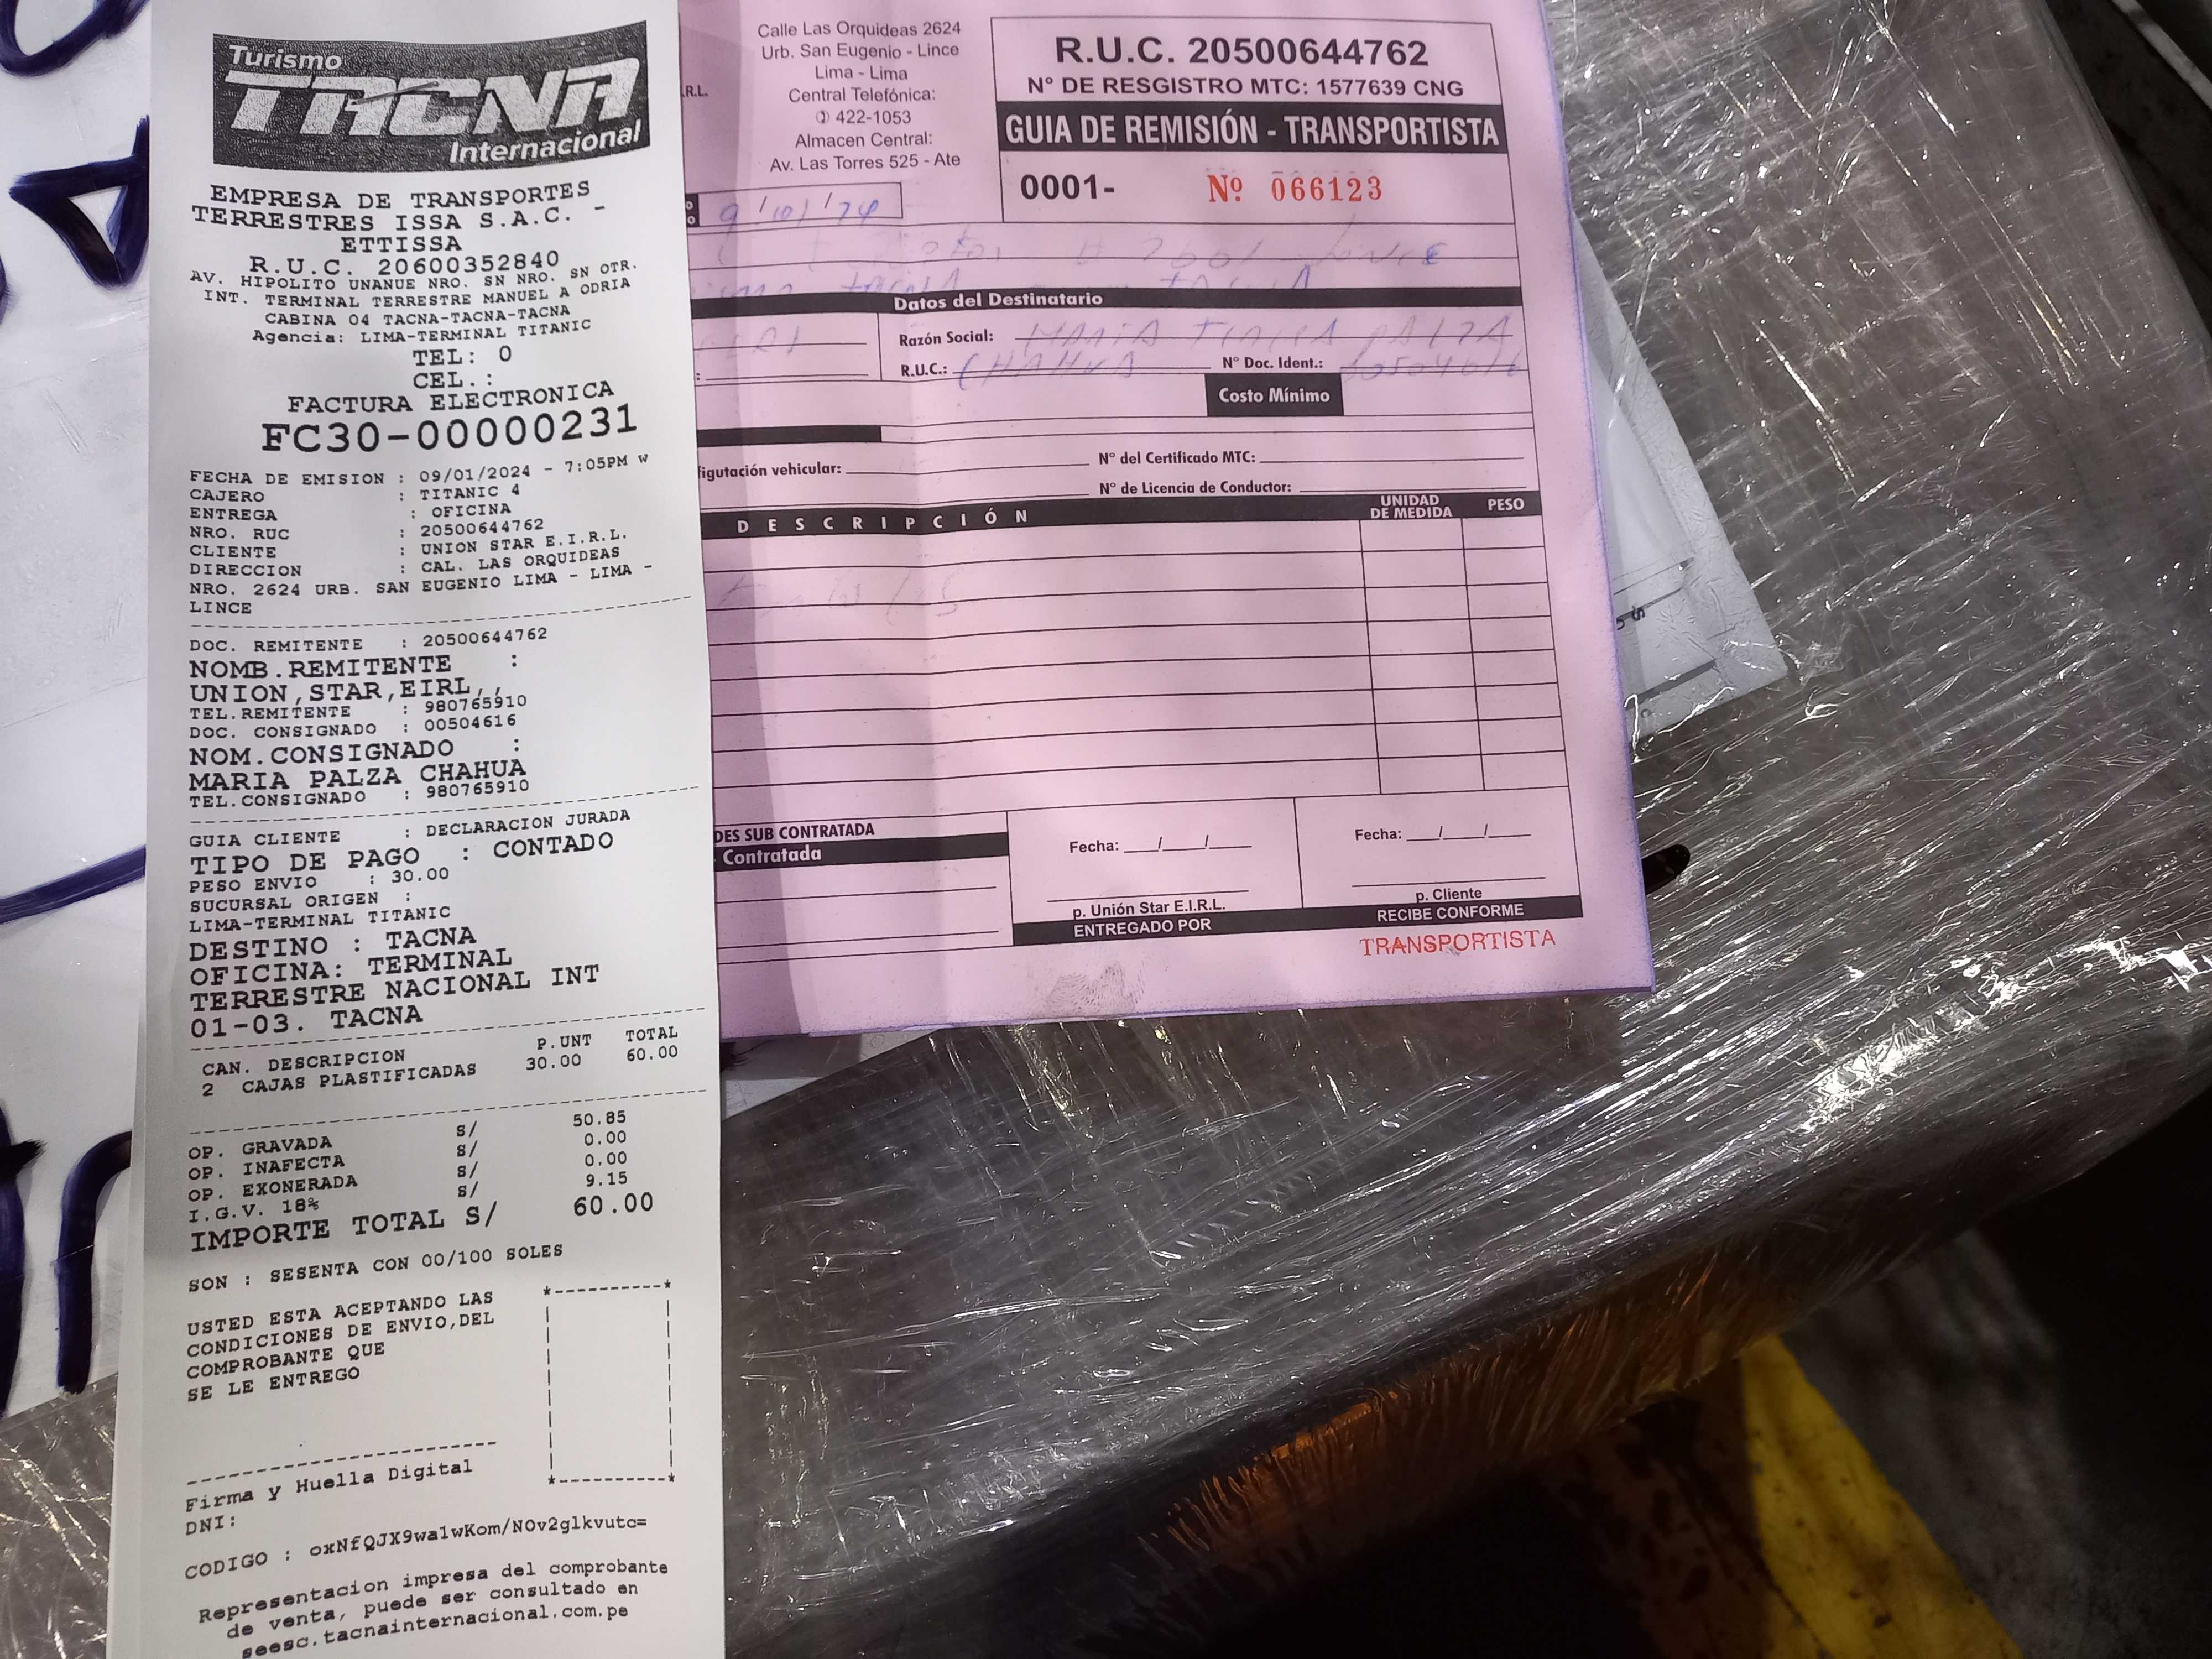 Turismo
TACNA
Internacional
EMPRESA DE TRANSPORTES
TERRESTRES ISSA S.A.C. -
ETTISSA
R.U.C. 20600352840
AV. HIPOLITO UNANUE NRO. SN NRO. SN OTR.
INT. TERMINAL TERRESTRE MANUEL A ODRIA
CABINA 04 TACNA-TACNA-TACNA
Agencia: LIMA-TERMINAL TITANIC
TEL: 0
CEL.:
FACTURA ELECTRONICA
FC30-00000231
FECHA DE EMISION : 09/01/2024 - 7:05PM W
CAJERO : TITANIC 4
ENTREGA : OFICINA
NRO. RUC : 20500644762
CLIENTE : UNION STAR E.I.R.L.
DIRECCION : CAL. LAS ORQUIDEAS
NRO. 2624 URB. SAN EUGENIO LIMA - LIMA -
LINCE
DOC. REMITENTE : 20500644762
NOMB.REMITENTE :
UNION,STAR,EIRL,,
TEL.REMITENTE : 980765910
DOC. CONSIGNADO : 00504616
NOM.CONSIGNADO :
MARIA PALZA CHAHUA
TEL.CONSIGNADO : 980765910
GUIA CLIENTE : DECLARACION JURADA
TIPO DE PAGO : CONTADO
PESO ENVIO : 30.00
SUCURSAL ORIGEN :
LIMA-TERMINAL TITANIC
DESTINO : TACNA
OFICINA: TERMINAL
TERRESTRE NACIONAL INT
01-03. TACNA
CAN. DESCRIPCION P.UNT TOTAL
2 CAJAS PLASTIFICADAS 30.00 60.00
OP. GRAVADA S/ 50.85
OP. INAFECTA S/ 0.00
OP. EXONERADA S/ 0.00
I.G.V. 18% S/ 9.15
IMPORTE TOTAL S/ 60.00
SON : SESENTA CON 00/100 SOLES
USTED ESTA ACEPTANDO LAS
CONDICIONES DE ENVIO,DEL
COMPROBANTE QUE
SE LE ENTREGO
Firma y Huella Digital
DNI:
CODIGO : oxNfQJX9wa1wKom/NOv2glkvutc=
Representacion impresa del comprobante
de venta, puede ser consultado en
seesc.tacnainternacional.com.pe
.R.L.
Calle Las Orquideas 2624
Urb. San Eugenio - Lince
Lima - Lima
Central Telefónica:
422-1053
Almacen Central:
Av. Las Torres 525 - Ate
R.U.C. 20500644762
N° DE RESGISTRO MTC: 1577639 CNG
GUIA DE REMISIÓN - TRANSPORTISTA
0001- Nº 066123
Datos del Destinatario
Razón Social: MARIA PALZA
R.U.C.: CHAHUA N° Doc. Ident.:
Costo Mínimo
figutación vehicular: N° del Certificado MTC:
N° de Licencia de Conductor:
DESCRIPCIÓN UNIDAD DE MEDIDA PESO
DES SUB CONTRATADA
Contratada
Fecha: / /
p. Unión Star E.I.R.L.
ENTREGADO POR
Fecha: / /
p. Cliente
RECIBE CONFORME
TRANSPORTISTA